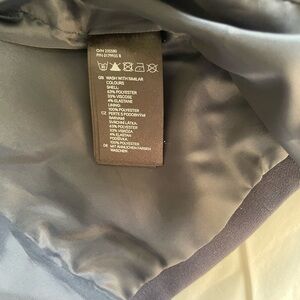 GB WASH WITH SIMILAR
COLOURS
SHELL:
63% POLYESTER
33% VISCOSE
4% ELASTANE
LINING:
100% POLYESTER
CZ PERTE S PODOBNÝMI
BARVAMI
SVRCHNÍ LÁTKA:
63% POLYESTER
33% VISKÓZA
4% ELASTAN
PODŠÍVKA:
100% POLYESTER
DE MIT ÄHNLICHEN FARBEN
WASCHEN